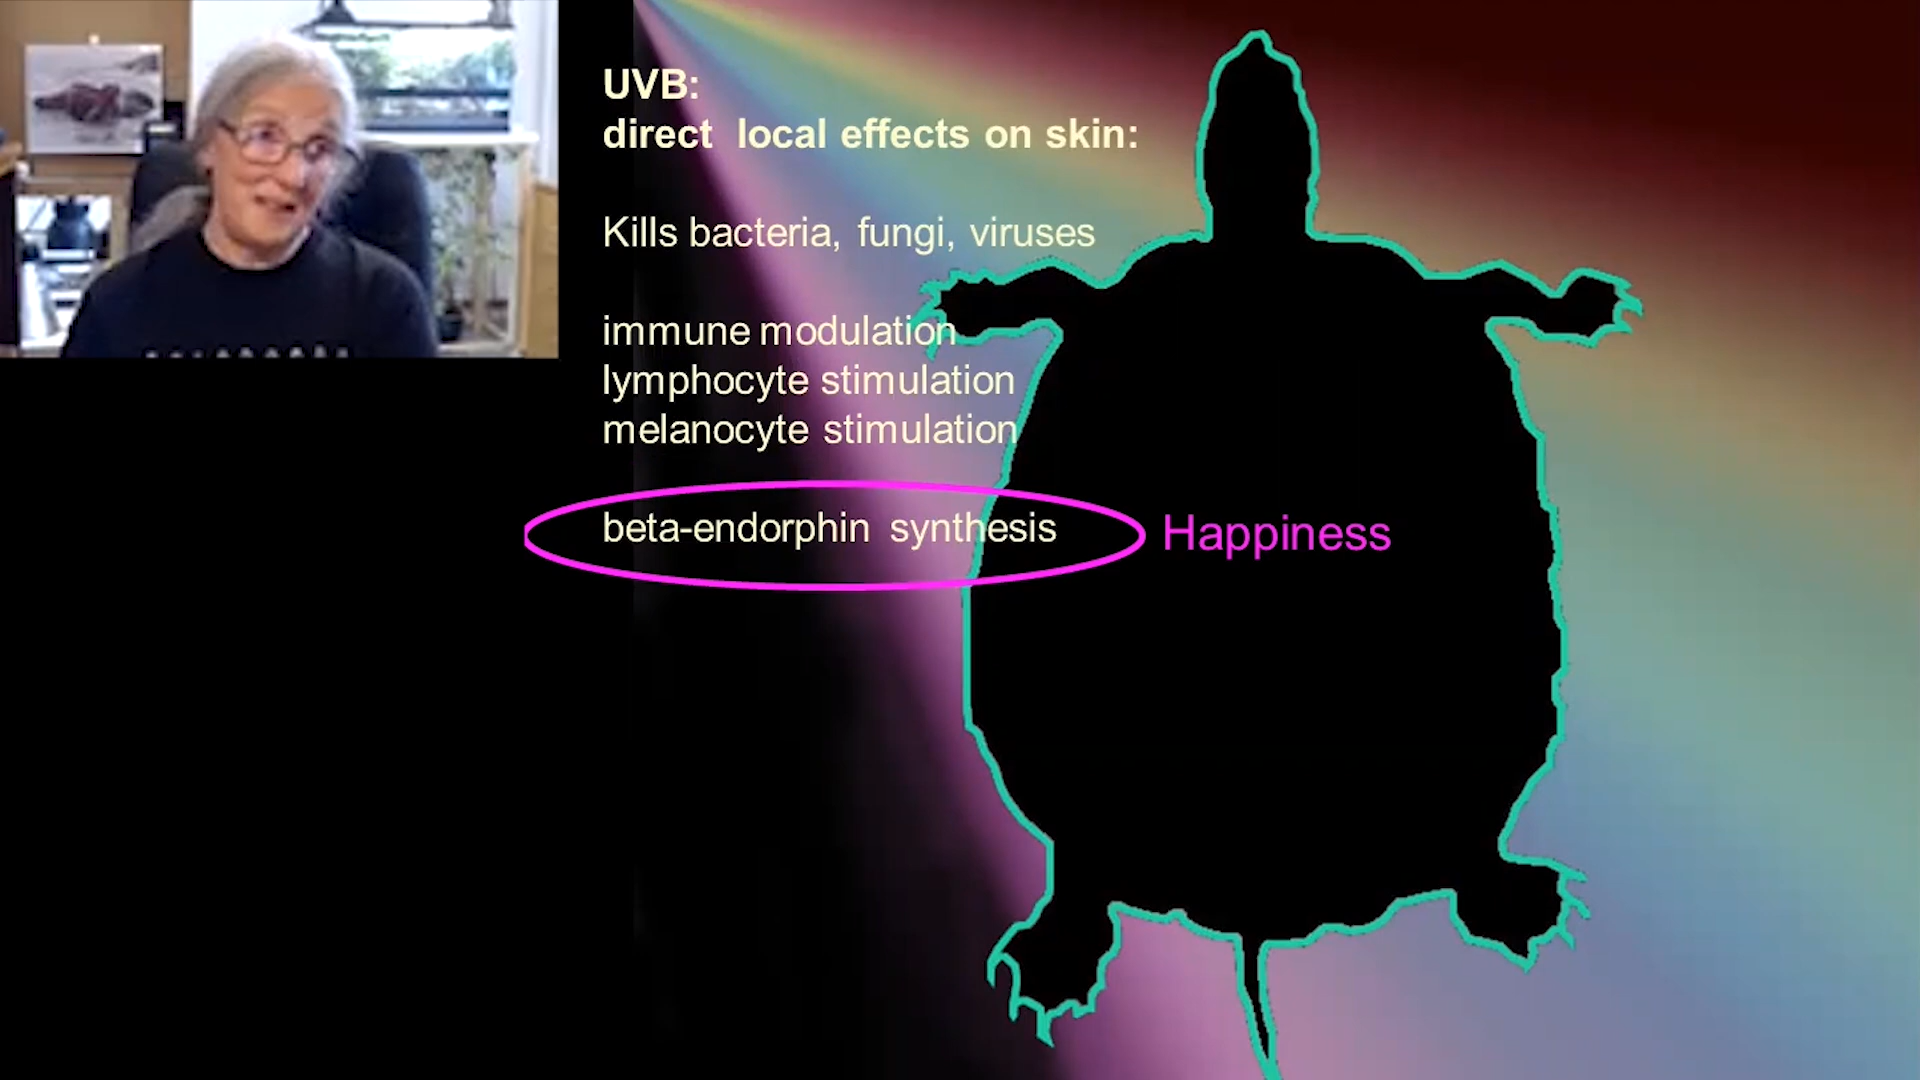 UVB:
direct local effects on skin:
Kills bacteria, fungi, viruses
immune modulation
lymphocyte stimulation
melanocyte stimulation
beta-endorphin synthesis
Happiness